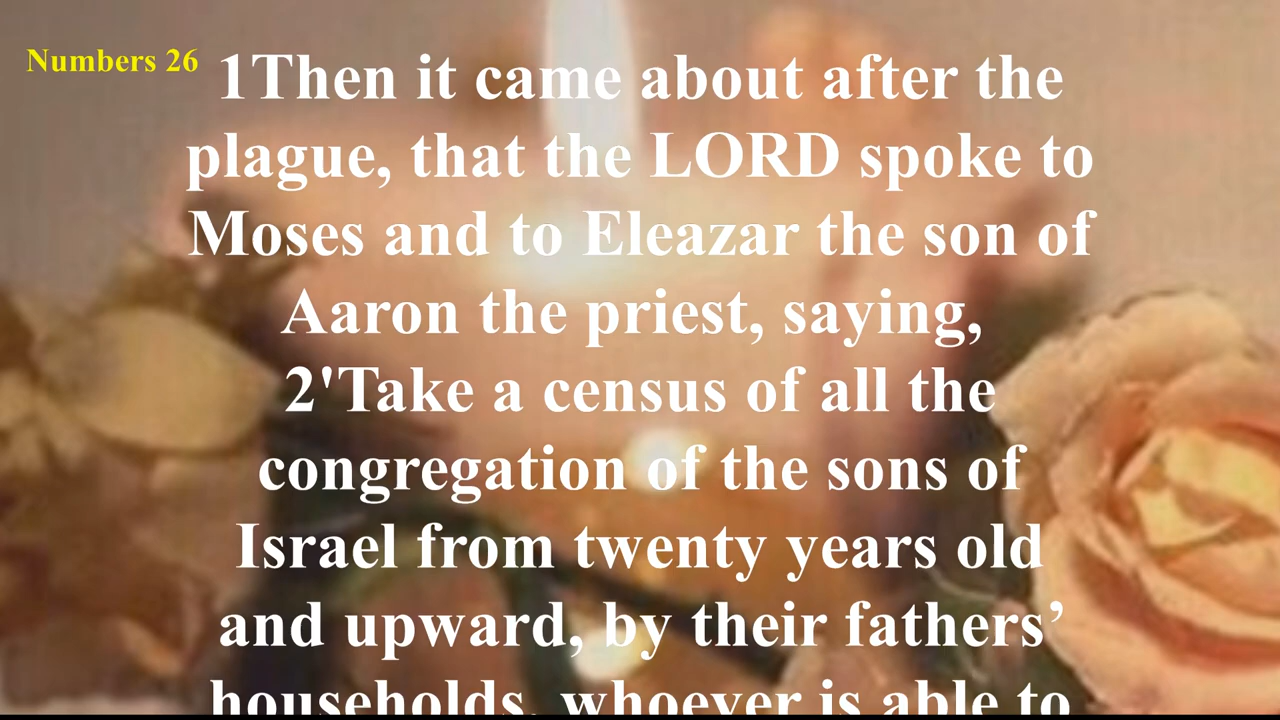 Numbers 26
1Then it came about after the
plague, that the LORD spoke to
Moses and to Eleazar the son of
Aaron the priest, saying,
2'Take a census of all the
congregation of the sons of
Israel from twenty years old
and upward, by their fathers’
households, whoever is able to